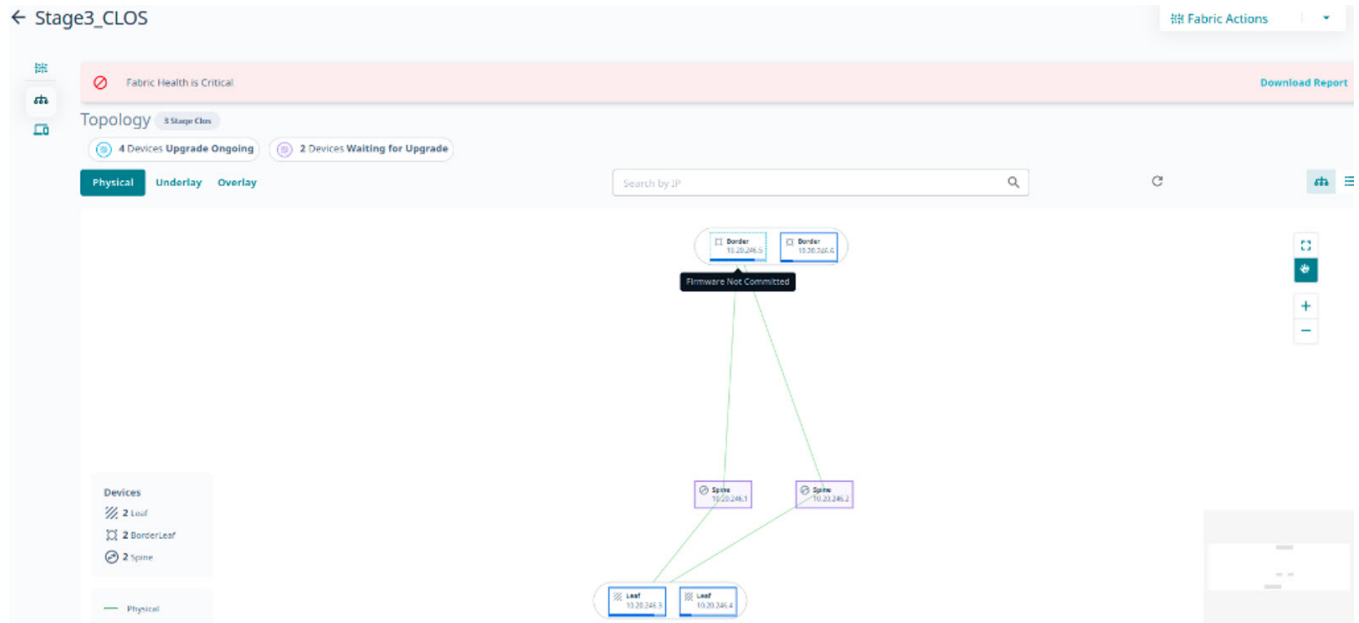 Stage3_CLOS
Fabric Actions
Fabric Health is Critical
Download Report
Topology
3 Stage Clos
4 Devices Upgrade Ongoing
2 Devices Waiting for Upgrade
Physical
Underlay
Overlay
Search by IP
Border
10.20.246.5
Border
10.20.246.6
Firmware Not Committed
Spine
10.20.246.1
Spine
10.20.246.2
Devices
2 Leaf
2 BorderLeaf
2 Spine
Physical
Leaf
10.20.246.3
Leaf
10.20.246.4